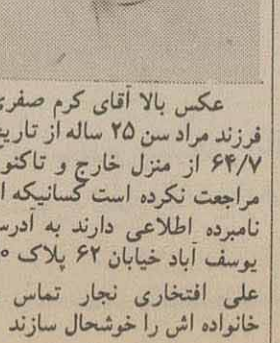 عکس بالا آقای کرم صفری
فرزند مراد سن ۲۵ ساله از تاریخ
۶۴/۷ از منزل خارج و تاکنو
مراجعت نکرده است کسانیکه ا
نامبرده اطلاعی دارند به آدرس
یوسف آباد خیابان ۶۲ پلاک ۰
علی افتخاری نجار تماس
خانواده اش را خوشحال سازند